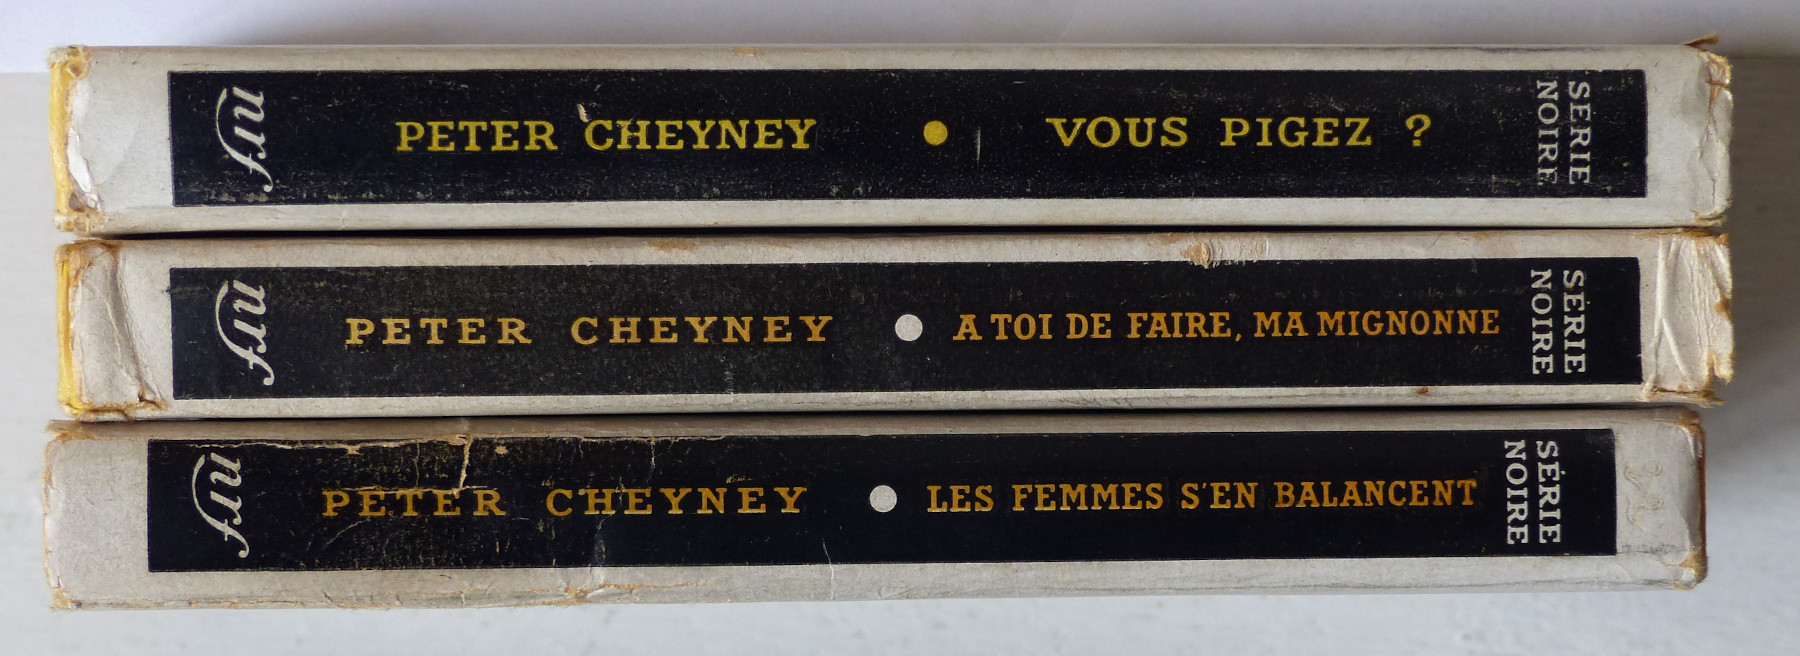 nrf
PETER CHEYNEY • VOUS PIGEZ ?
SERIE
NOIRE
nrf
PETER CHEYNEY • A TOI DE FAIRE, MA MIGNONNE
SÉRIE
NOIRE
nrf
PETER CHEYNEY • LES FEMMES S'EN BALANCENT
SÉRIE
NOIRE